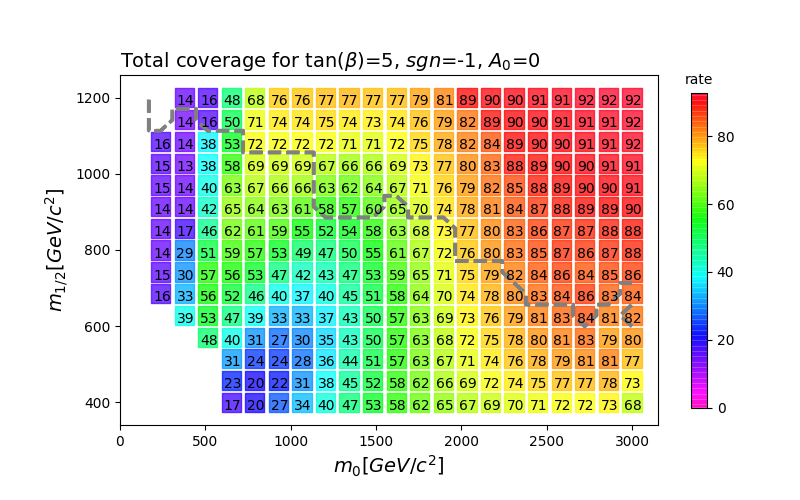 Total coverage for tan(β)=5, sgn=-1, A₀=0
rate
1200
14 16 48 68 76 76 77 77 77 77 79 81 89 90 90 91 91 92 92 92
14 16 50 71 74 74 75 74 73 74 76 79 82 89 90 90 91 91 91 92
16 14 38 53 72 72 72 72 71 71 72 75 78 82 84 89 90 90 91 91 92
1000
15 13 38 58 69 69 69 67 66 66 69 73 77 80 83 88 89 90 90 91 91
15 14 40 63 67 66 66 63 62 64 67 71 76 79 82 85 88 89 90 90 91
14 14 42 65 64 63 61 58 57 60 65 70 74 78 81 84 87 88 89 89 90
14 17 46 62 61 59 55 52 54 58 63 68 73 77 80 83 85 86 87 88 88
800
14 29 51 59 57 53 49 47 50 55 61 67 72 76 80 83 84 86 87 87 88
15 30 57 56 53 47 42 43 47 53 59 65 71 75 79 82 84 86 84 85 86
16 33 56 52 46 40 37 40 45 51 58 64 70 74 78 80 83 84 86 83 84
600
39 53 47 39 33 33 37 43 50 57 63 69 73 76 79 81 83 84 81 82
48 40 31 27 30 35 43 50 57 63 68 72 75 78 80 81 83 79 80
31 24 24 28 36 44 51 57 63 67 71 74 76 78 79 81 81 77
23 20 22 31 38 45 52 58 62 66 69 72 74 75 77 77 78 73
400
17 20 27 34 40 47 53 58 62 65 67 69 70 71 72 72 73 68
m₁/₂[GeV/c²]
0 500 1000 1500 2000 2500 3000
m₀[GeV/c²]
80
60
40
20
0